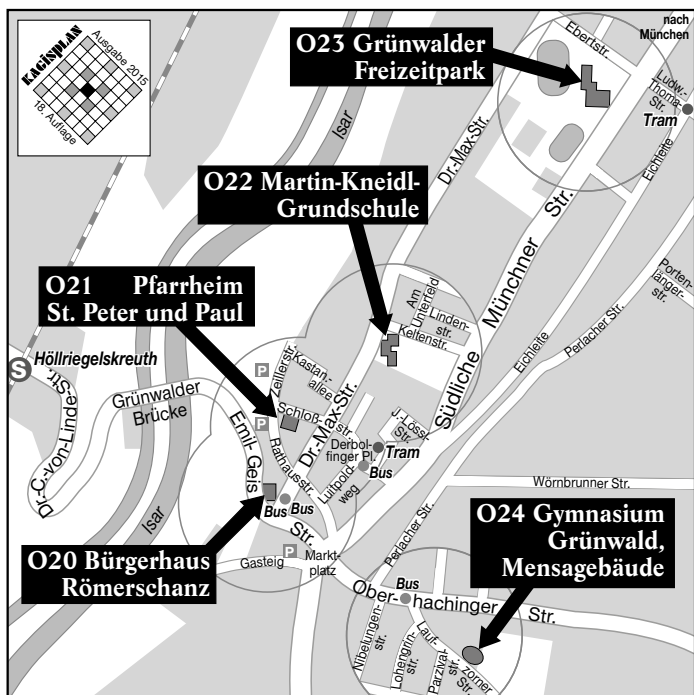 KAGISPLAN
Ausgabe 2015
18. Auflage
O23 Grünwalder
Freizeitpark
Ebertstr.
nach
München
Ludw.-
Thoma-
Str.
Tram
Eichleite
Isar
Dr.-Max-Str.
O22 Martin-Kneidl-
Grundschule
Südliche Münchner Str.
Porten-
länger-
str.
Perlacher Str.
Eichleite
Am
Unterfeld
Linden-
str.
Keltenstr.
O21 Pfarrheim
St. Peter und Paul
S
Höllriegelskreuth
Dr.-C.-von-Linde-Str.
Grünwalder
Brücke
P
Zeillerstr.
Kastan.-
allee
Schloß-
str.
Dr.-Max-Str.
P
Rathausstr.
J.-Loss-
Str.
Derbol-
finger Pl.
Tram
Bus
Luitpold-
weg
Emil-Geis
Str.
Bus
Bus
Isar
O20 Bürgerhaus
Römerschanz
Gasteig
P
Markt-
platz
Wörnbrunner Str.
Perlacher Str.
O24 Gymnasium
Grünwald,
Mensagebäude
Bus
Ober-
hachinger Str.
Nibelungen-
str.
Lohengrin-
str.
Parzival-
str.
Lauf-
zorner
Str.